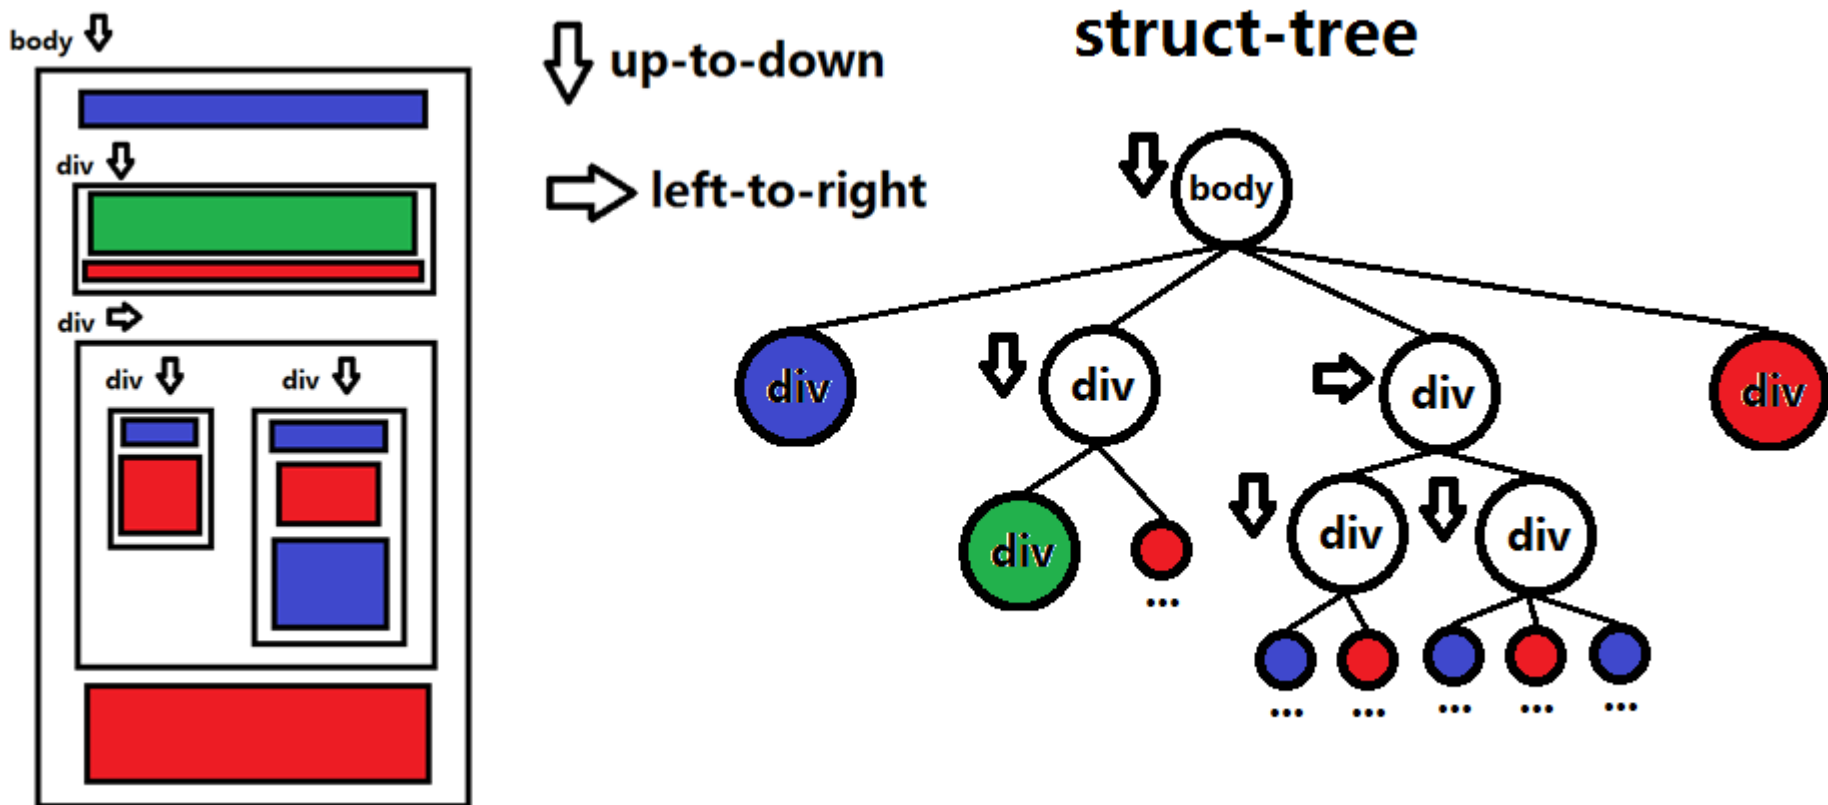 body
div
div
div
div
up-to-down
left-to-right
struct-tree
body
div
div
div
div
div
...
div
div
...
...
...
...
...